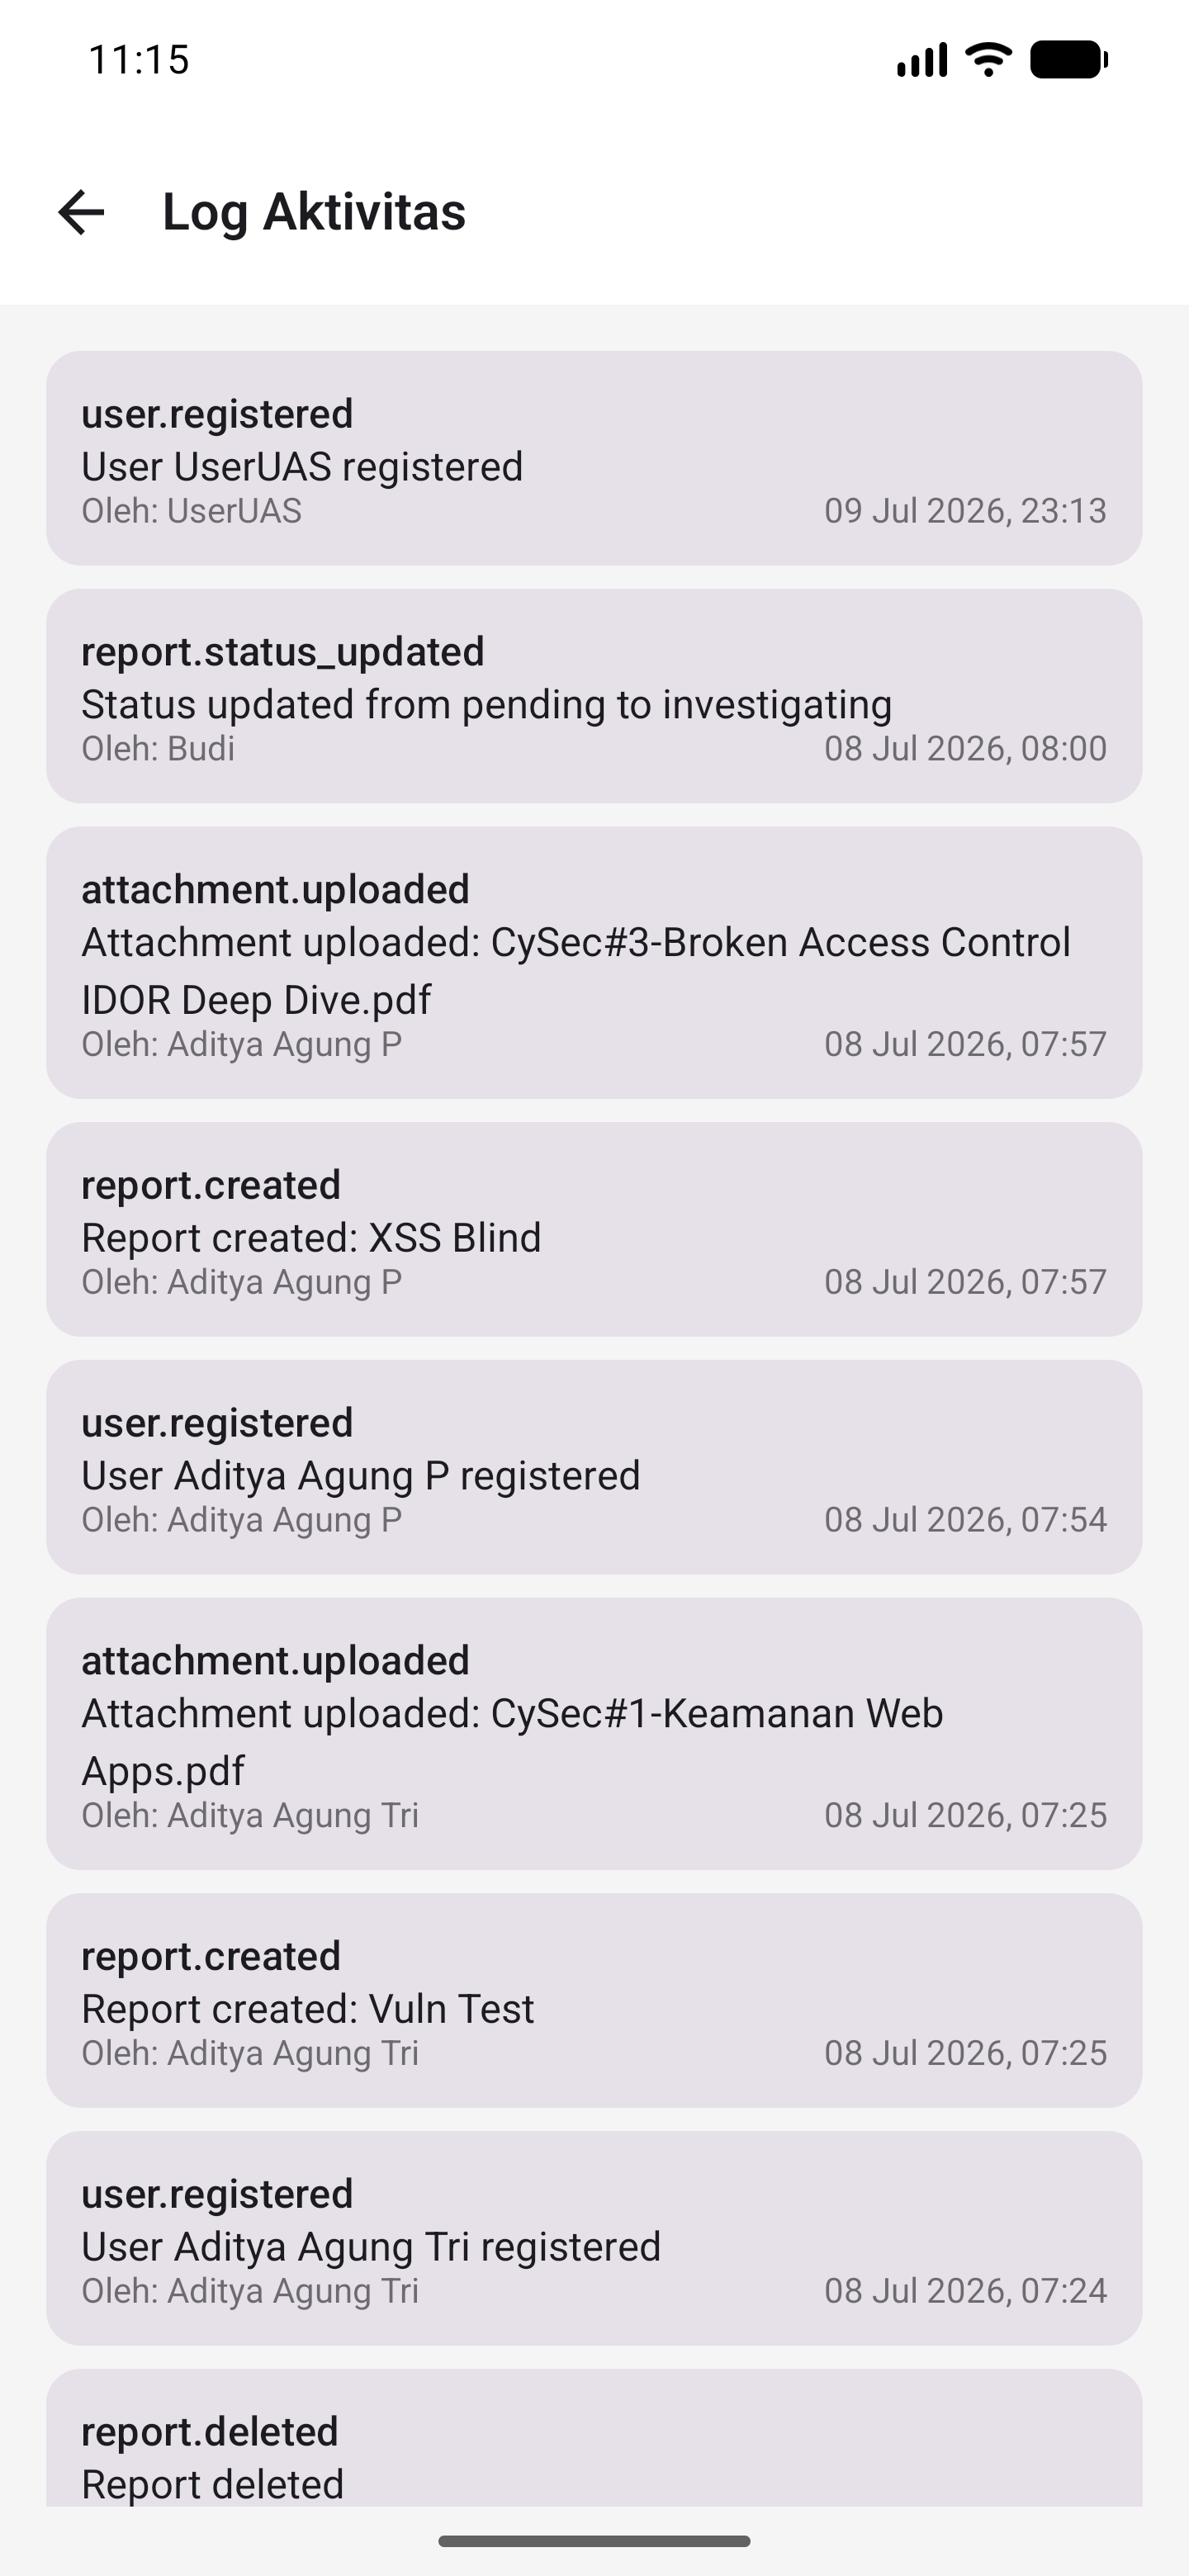 11:15
Log Aktivitas
user.registered
User UserUAS registered
Oleh: UserUAS 09 Jul 2026, 23:13
report.status_updated
Status updated from pending to investigating
Oleh: Budi 08 Jul 2026, 08:00
attachment.uploaded
Attachment uploaded: CySec#3-Broken Access Control
IDOR Deep Dive.pdf
Oleh: Aditya Agung P 08 Jul 2026, 07:57
report.created
Report created: XSS Blind
Oleh: Aditya Agung P 08 Jul 2026, 07:57
user.registered
User Aditya Agung P registered
Oleh: Aditya Agung P 08 Jul 2026, 07:54
attachment.uploaded
Attachment uploaded: CySec#1-Keamanan Web
Apps.pdf
Oleh: Aditya Agung Tri 08 Jul 2026, 07:25
report.created
Report created: Vuln Test
Oleh: Aditya Agung Tri 08 Jul 2026, 07:25
user.registered
User Aditya Agung Tri registered
Oleh: Aditya Agung Tri 08 Jul 2026, 07:24
report.deleted
Report deleted